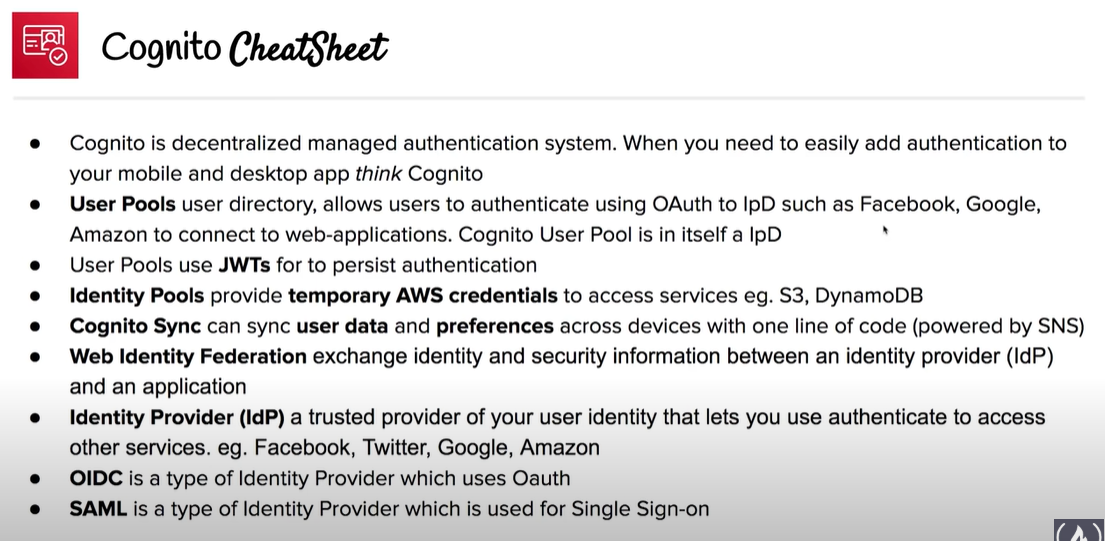 Cognito CheatSheet
● Cognito is decentralized managed authentication system. When you need to easily add authentication to
your mobile and desktop app think Cognito
● User Pools user directory, allows users to authenticate using OAuth to IpD such as Facebook, Google,
Amazon to connect to web-applications. Cognito User Pool is in itself a IpD
● User Pools use JWTs for to persist authentication
● Identity Pools provide temporary AWS credentials to access services eg. S3, DynamoDB
● Cognito Sync can sync user data and preferences across devices with one line of code (powered by SNS)
● Web Identity Federation exchange identity and security information between an identity provider (IdP)
and an application
● Identity Provider (IdP) a trusted provider of your user identity that lets you use authenticate to access
other services. eg. Facebook, Twitter, Google, Amazon
● OIDC is a type of Identity Provider which uses Oauth
● SAML is a type of Identity Provider which is used for Single Sign-on